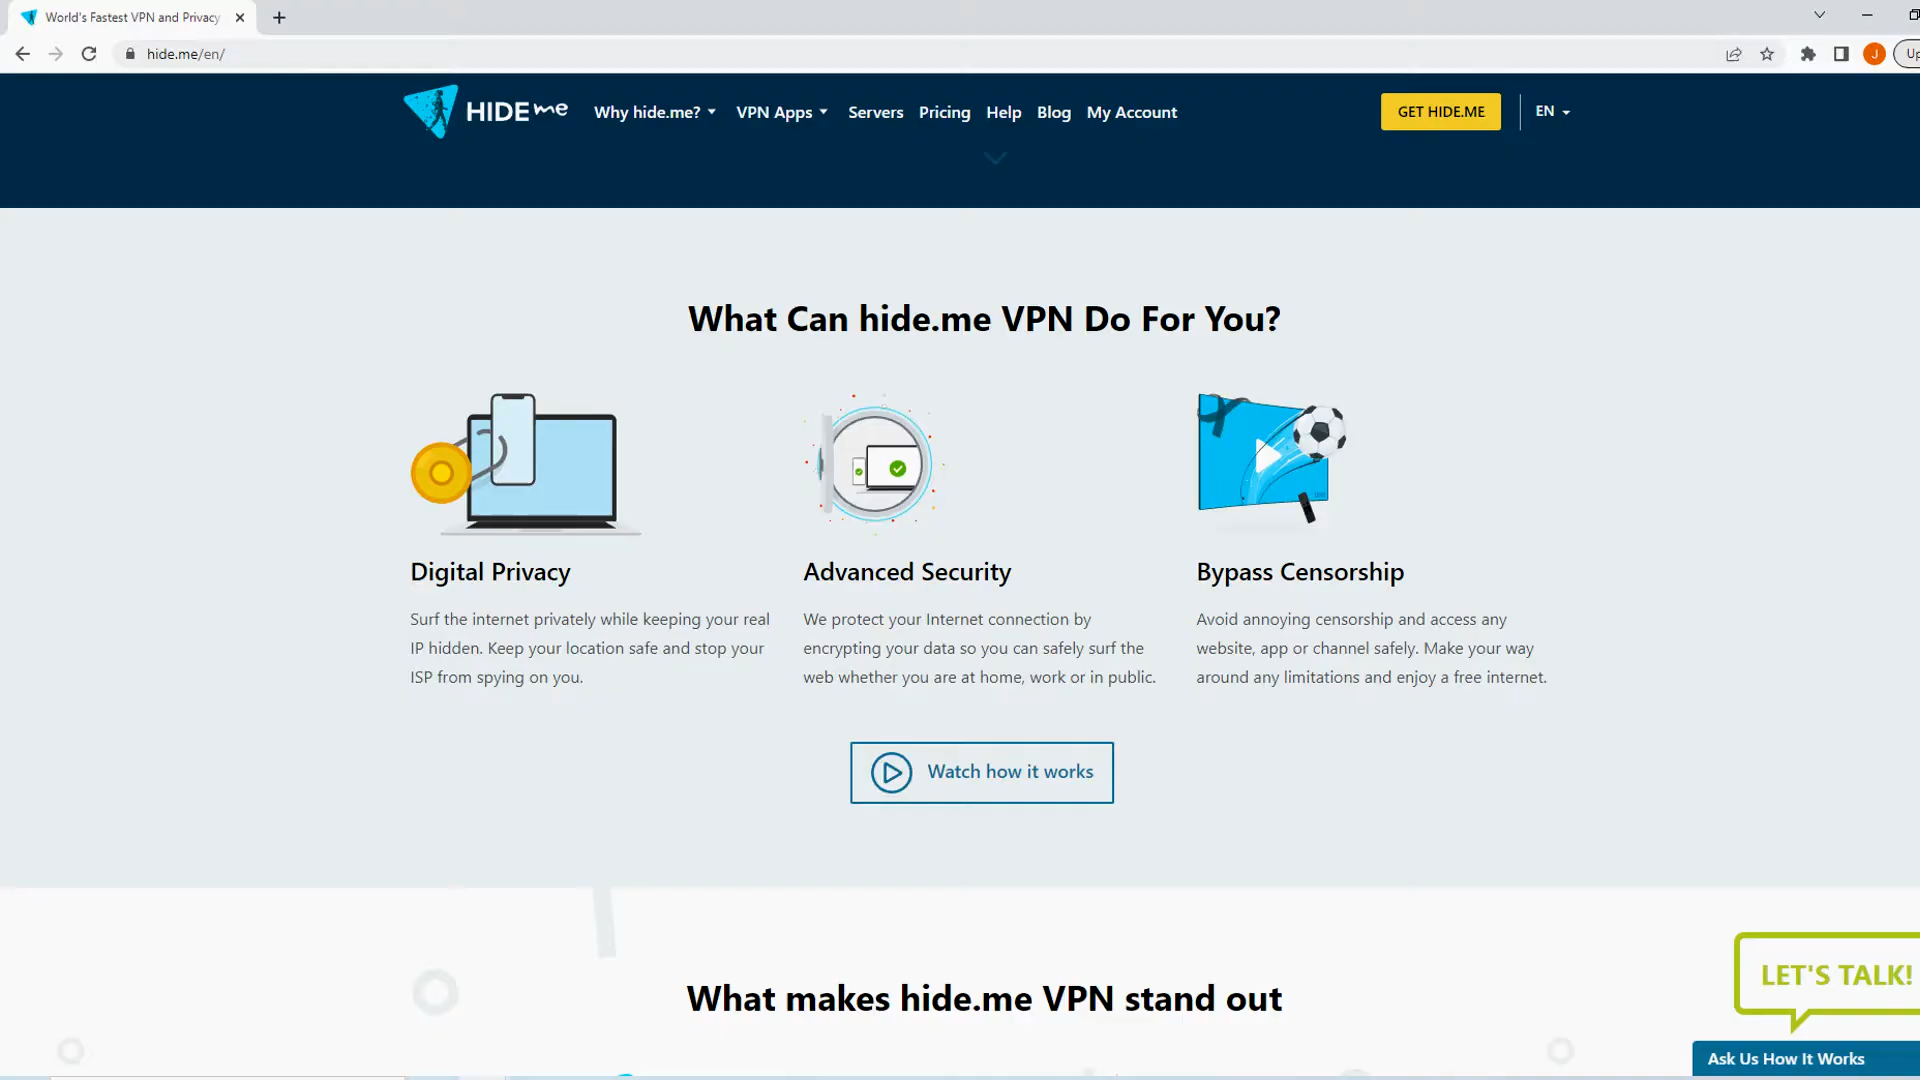 World's Fastest VPN and Privacy
hide.me/en/
J
HIDE me
Why hide.me?
VPN Apps
Servers
Pricing
Help
Blog
My Account
GET HIDE.ME
EN
What Can hide.me VPN Do For You?
Digital Privacy
Surf the internet privately while keeping your real
IP hidden. Keep your location safe and stop your
ISP from spying on you.
Advanced Security
We protect your Internet connection by
encrypting your data so you can safely surf the
web whether you are at home, work or in public.
Bypass Censorship
Avoid annoying censorship and access any
website, app or channel safely. Make your way
around any limitations and enjoy a free internet.
Watch how it works
What makes hide.me VPN stand out
LET'S TALK!
Ask Us How It Works